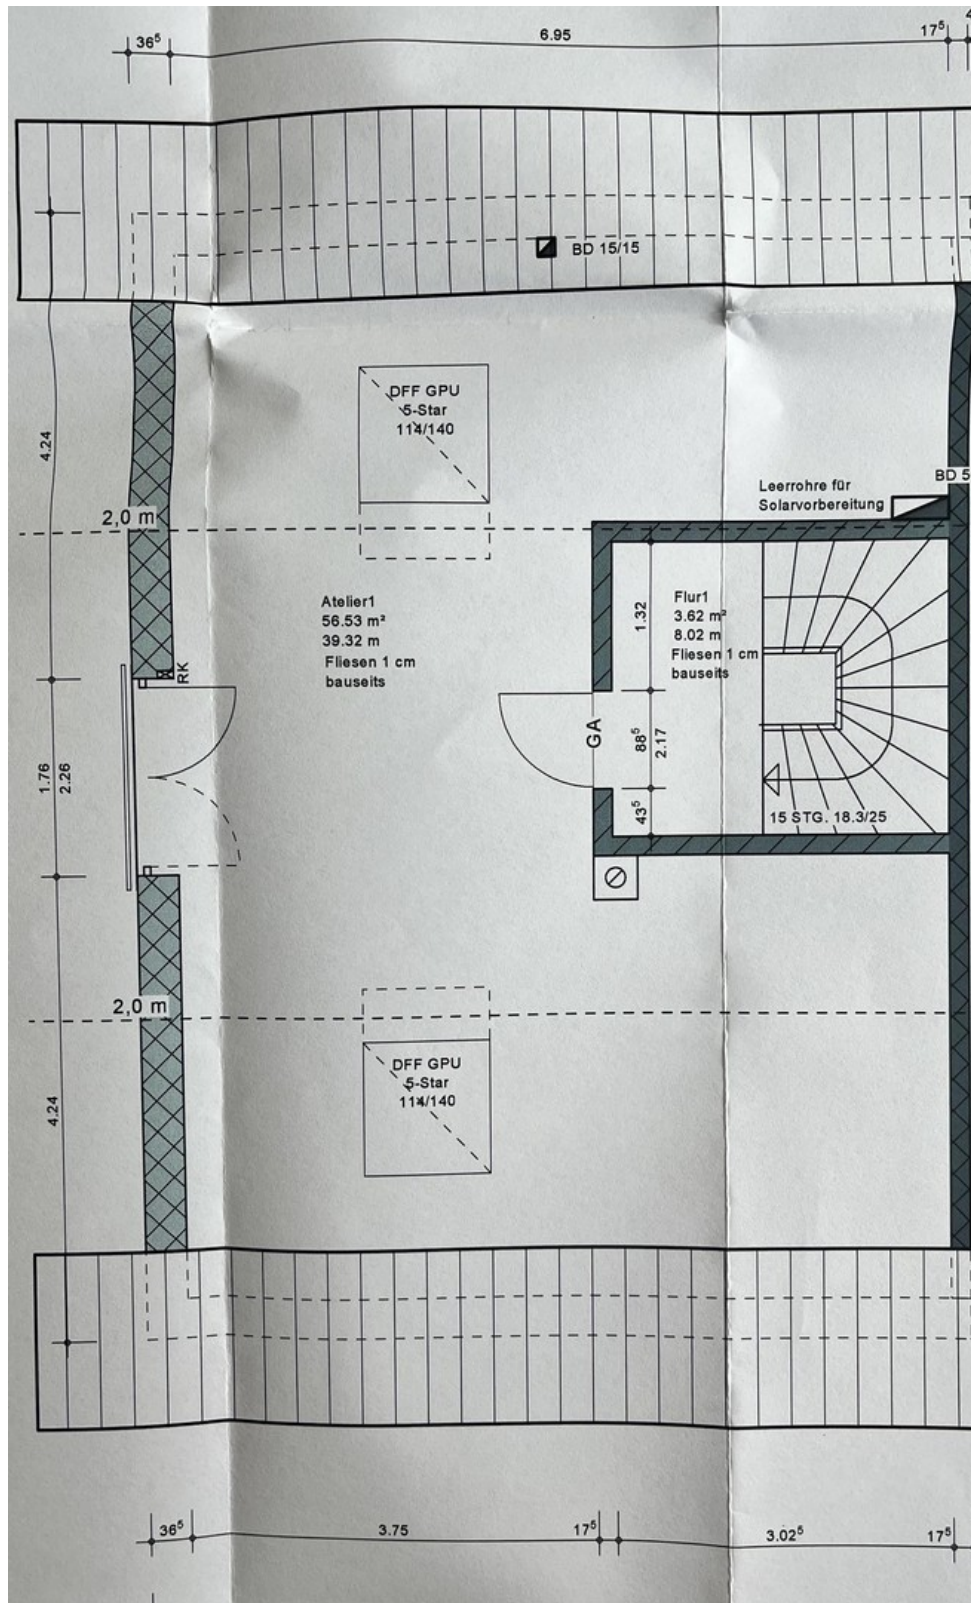 36⁵
6.95
17⁵
4
BD 15/15
DFF GPU
5-Star
114/140
4.24
BD 5
Leerrohre für
Solarvorbereitung
2,0 m
Atelier1
56.53 m²
39.32 m
Fliesen 1 cm
bauseits
1.32
Flur1
3.62 m²
8.02 m
Fliesen 1 cm
bauseits
RK
GA
88⁵
2.17
1.76
2.26
43⁵
15 STG. 18.3/25
2,0 m
DFF GPU
5-Star
114/140
4.24
36⁵
3.75
17⁵
3.02⁵
17⁵